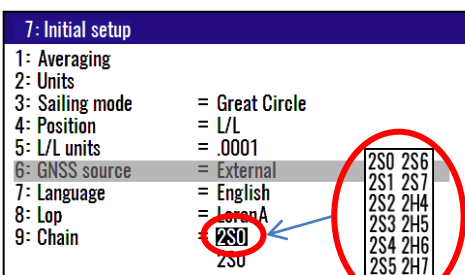 7: Initial setup
1: Averaging
2: Units
3: Sailing mode = Great Circle
4: Position = L/L
5: L/L units = .0001
6: GNSS source = External
7: Language = English
8: Lop = LoranA
9: Chain = 2S0
2S0
2S0 2S6
2S1 2S7
2S2 2H4
2S3 2H5
2S4 2H6
2S5 2H7